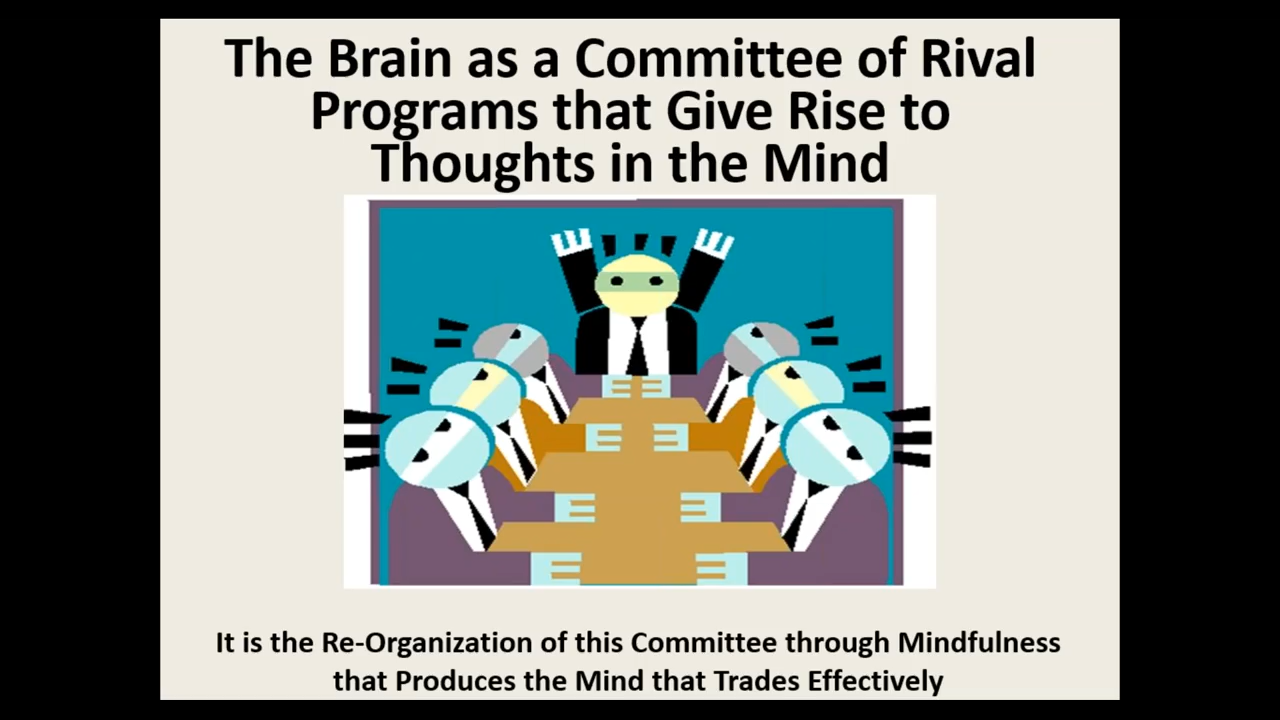 The Brain as a Committee of Rival
Programs that Give Rise to
Thoughts in the Mind
It is the Re-Organization of this Committee through Mindfulness
that Produces the Mind that Trades Effectively